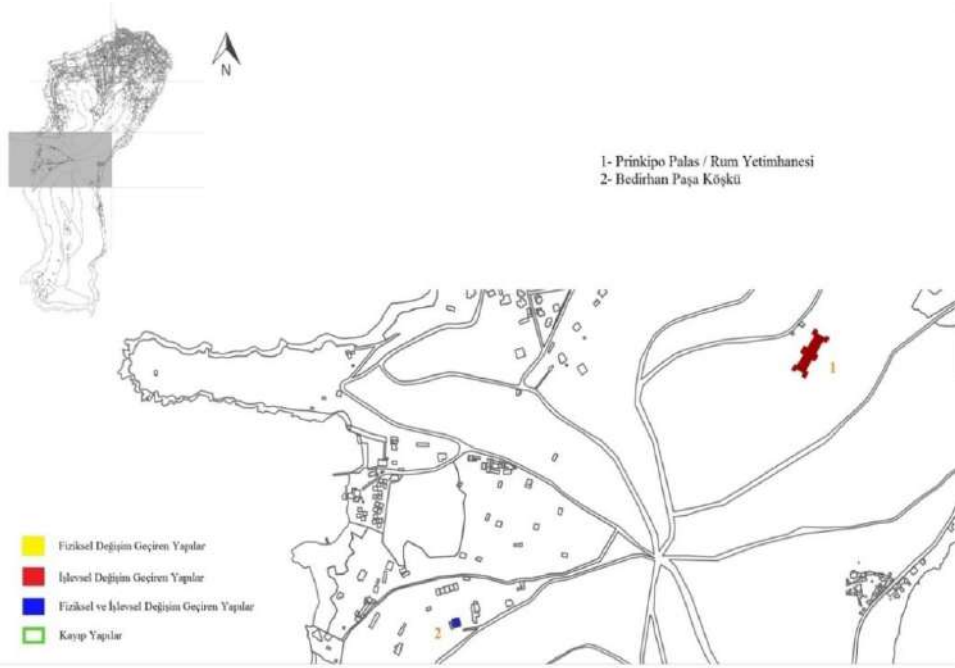 N
1- Prinkipo Palas / Rum Yetimhanesi
2- Bedirhan Paşa Köşkü
1
Fiziksel Değişim Geçiren Yapılar
İşlevsel Değişim Geçiren Yapılar
Fiziksel ve İşlevsel Değişim Geçiren Yapılar
Kayıp Yapılar
2